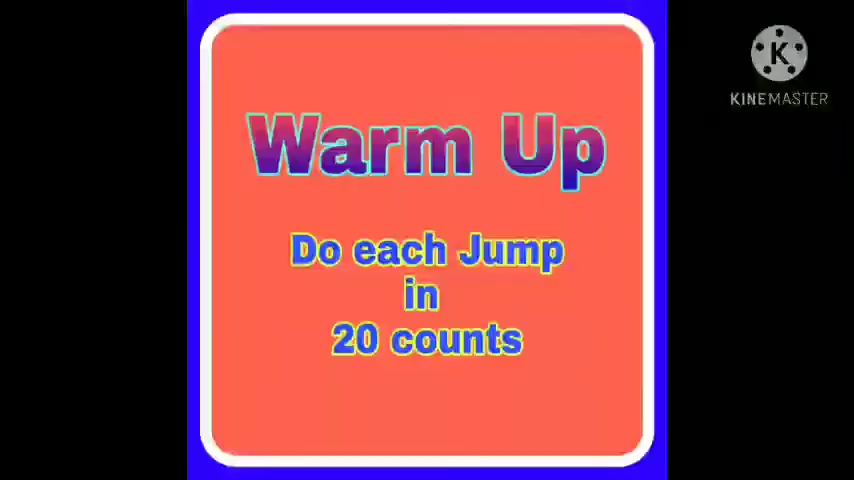 Warm Up
Do each Jump
in
20 counts
K
KINEMASTER